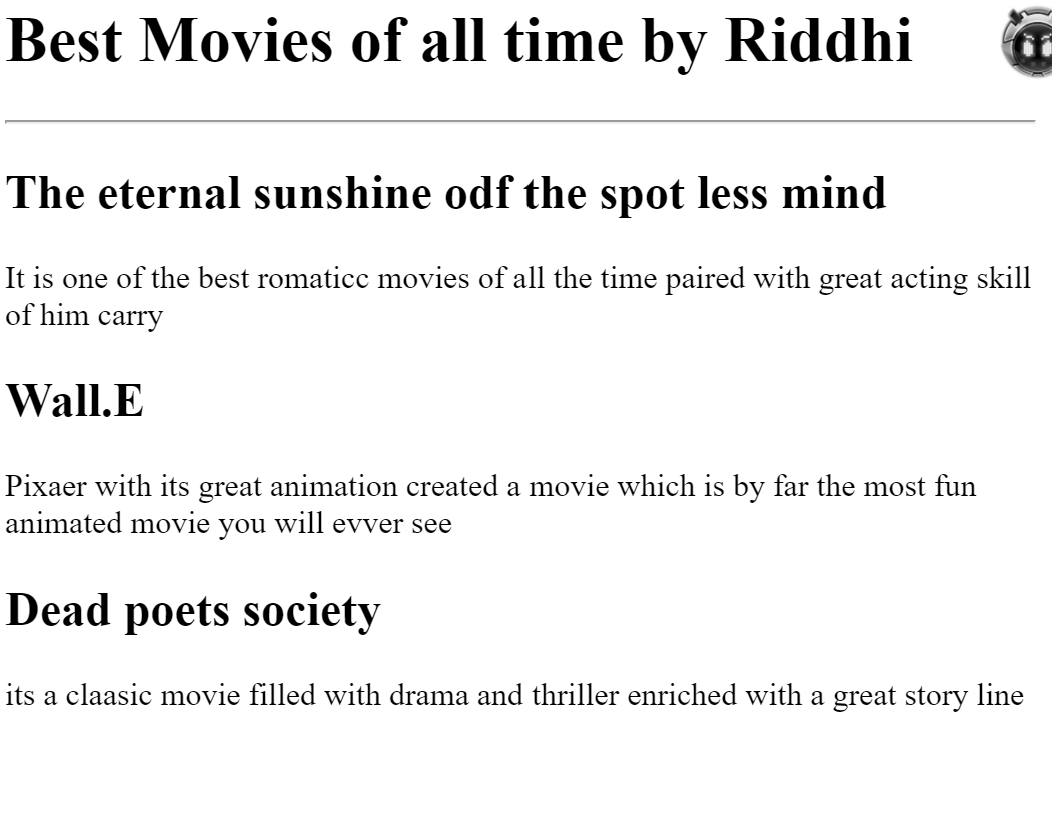 Best Movies of all time by Riddhi
The eternal sunshine odf the spot less mind
It is one of the best romaticc movies of all the time paired with great acting skill
of him carry
Wall.E
Pixaer with its great animation created a movie which is by far the most fun
animated movie you will evver see
Dead poets society
its a claasic movie filled with drama and thriller enriched with a great story line